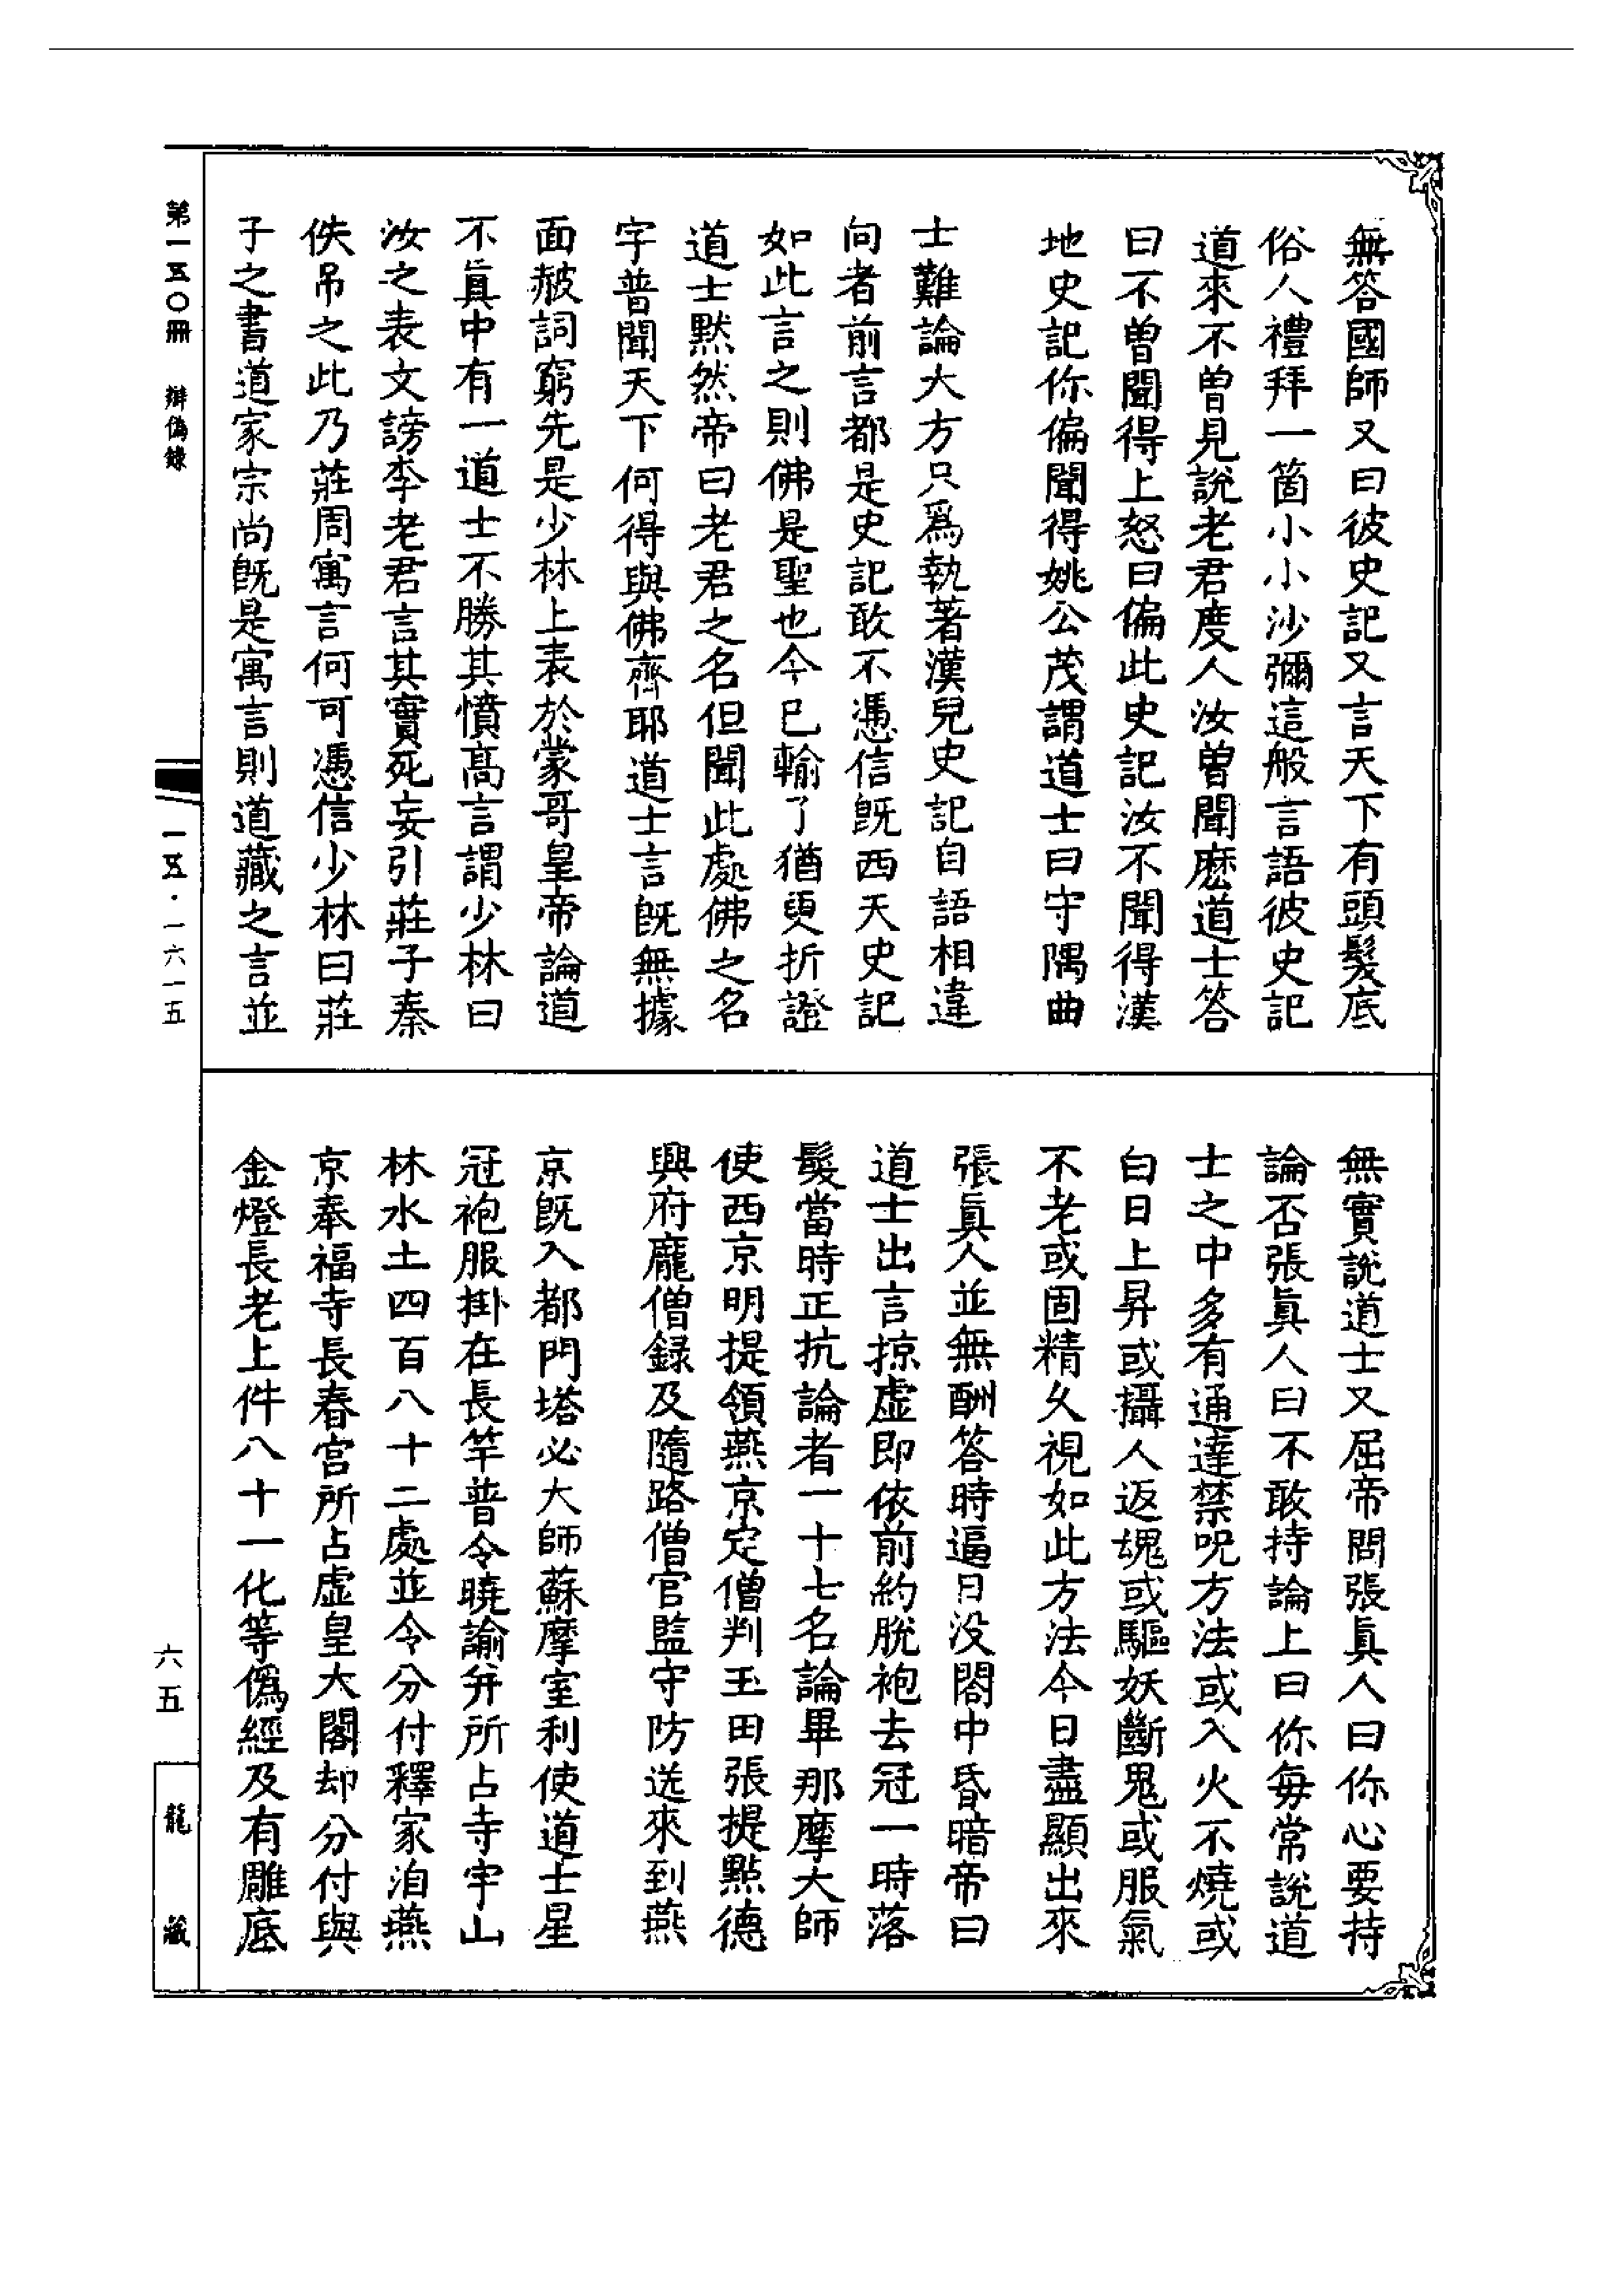 無答國師又曰彼史記又言天下有頭髮底
俗人禮拜一箇小小沙彌這般言語彼史記
道來不曾見說老君度人汝曾聞麽道士答
曰不曾聞得上怒曰偏此史記汝不聞得漢
地史記你偏聞得姚公茂謂道士曰守隅曲
士難論大方只爲執著漢兒史記自語相違
向者前言都是史記敢不憑信旣西天史記
如此言之則佛是聖也今已輸了猶更折證
道士默然帝曰老君之名但聞此處佛之名
字普聞天下何得與佛齊耶道士言旣無據
面赧詞窮先是少林上表於蒙哥皇帝論道
不眞中有一道士不勝其憤高言謂少林曰
汝之表文謗李老君言其實死妄引莊子秦
佚吊之此乃莊周寓言何可憑信少林曰莊
子之書道家宗尚旣是寓言則道藏之言並
無實說道士又屈帝問張眞人曰你心要持
論否張眞人曰不敢持論上曰你每常說道
士之中多有通達禁呪方法或入火不燒或
白日上昇或攝人返魂或驅妖斷鬼或服氣
不老或固精久視如此方法今日盡顯出來
張眞人並無酬答時逼日没閤中昏暗帝曰
道士出言掠虛即依前約脫袍去冠一時落
髮當時正抗論者一十七名論畢那摩大師
使西京明提領燕京定僧判玉田張提點德
興府龐僧録及隨路僧官監守防送來到燕
京旣入都門塔必大師蘇摩室利使道士星
冠袍服掛在長竿普令曉諭并所占寺宇山
林水土四百八十二處並令分付釋家洎燕
京奉福寺長春宮所占虛皇大閣却分付與
金燈長老上件八十一化等僞經及有雕底
第一五〇冊 辯偽錄
一五·一六一五
六五
龍藏